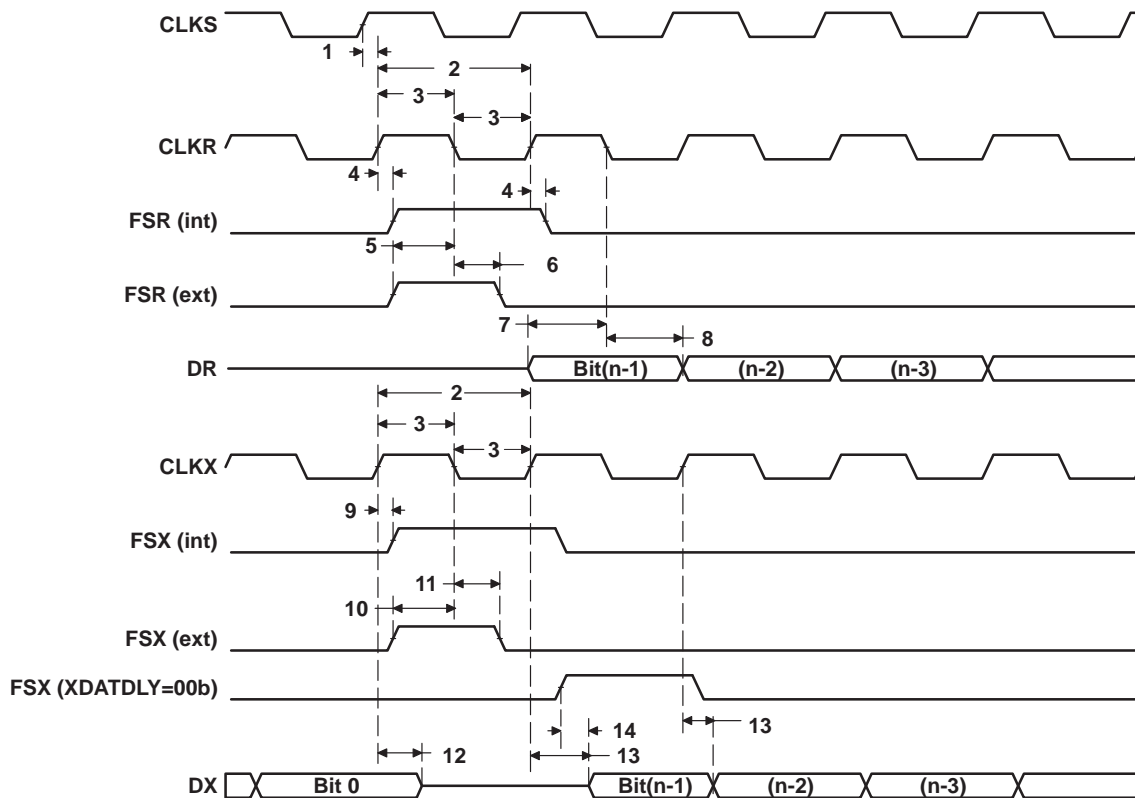 CLKS
1
2
3
3
CLKR
4
4
FSR (int)
5
6
FSR (ext)
7
8
DR
Bit(n-1)
(n-2)
(n-3)
2
3
3
CLKX
9
FSX (int)
11
10
FSX (ext)
FSX (XDATDLY=00b)
14
13
12
13
DX
Bit 0
Bit(n-1)
(n-2)
(n-3)